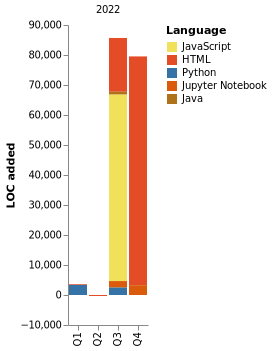 2022
Language
JavaScript
HTML
Python
Jupyter Notebook
Java
LOC added
90,000
80,000
70,000
60,000
50,000
40,000
30,000
20,000
10,000
0
−10,000
Q1
Q2
Q3
Q4